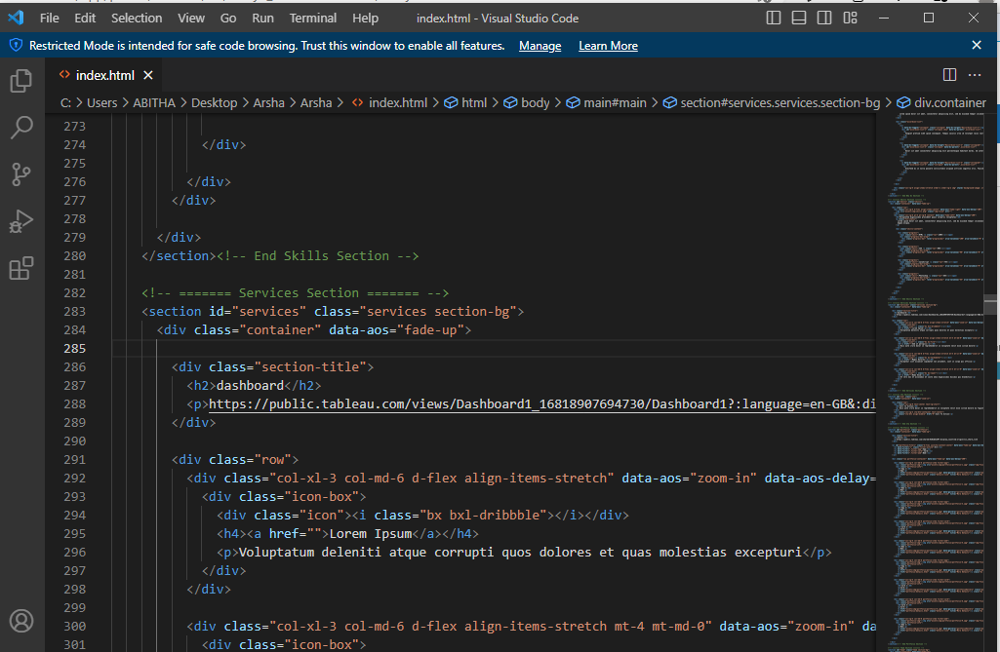 File Edit Selection View Go Run Terminal Help index.html - Visual Studio Code
Restricted Mode is intended for safe code browsing. Trust this window to enable all features. Manage Learn More
index.html
C: > Users > ABITHA > Desktop > Arsha > Arsha > index.html > html > body > main#main > section#services.services.section-bg > div.container
273
274 </div>
275
276 </div>
277 </div>
278
279 </div>
280 </section><!-- End Skills Section -->
281
282 <!-- ======= Services Section ======= -->
283 <section id="services" class="services section-bg">
284 <div class="container" data-aos="fade-up">
285
286 <div class="section-title">
287 <h2>dashboard</h2>
288 <p>https://public.tableau.com/views/Dashboard1_16818907694730/Dashboard1?:language=en-GB&:di
289 </div>
290
291 <div class="row">
292 <div class="col-xl-3 col-md-6 d-flex align-items-stretch" data-aos="zoom-in" data-aos-delay=
293 <div class="icon-box">
294 <div class="icon"><i class="bx bxl-dribbble"></i></div>
295 <h4><a href="">Lorem Ipsum</a></h4>
296 <p>Voluptatum deleniti atque corrupti quos dolores et quas molestias excepturi</p>
297 </div>
298 </div>
299
300 <div class="col-xl-3 col-md-6 d-flex align-items-stretch mt-4 mt-md-0" data-aos="zoom-in" da
301 <div class="icon-box">